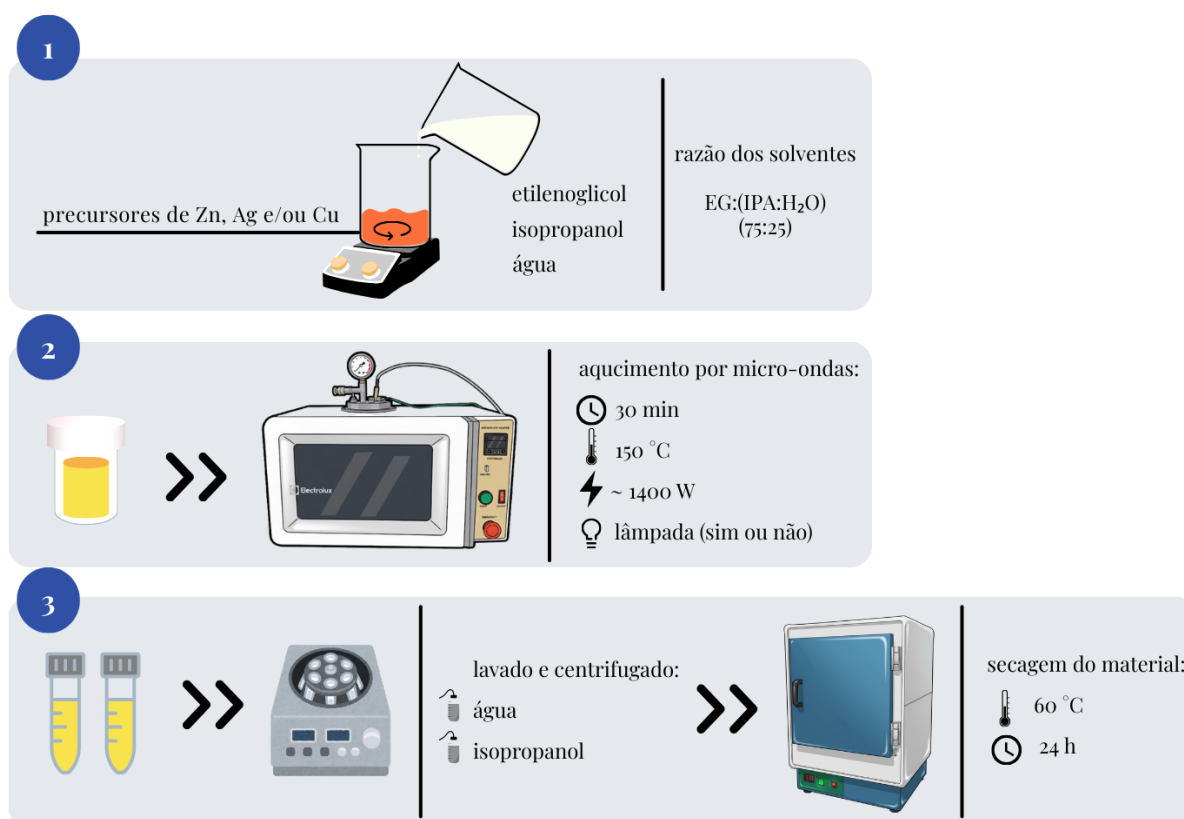 1
precursores de Zn, Ag e/ou Cu
etilenoglicol
isopropanol
água
razão dos solventes
EG:(IPA:H₂O)
(75:25)
2
Electrolux
aqucimento por micro-ondas:
30 min
150 °C
~ 1400 W
lâmpada (sim ou não)
3
lavado e centrifugado:
água
isopropanol
secagem do material:
60 °C
24 h